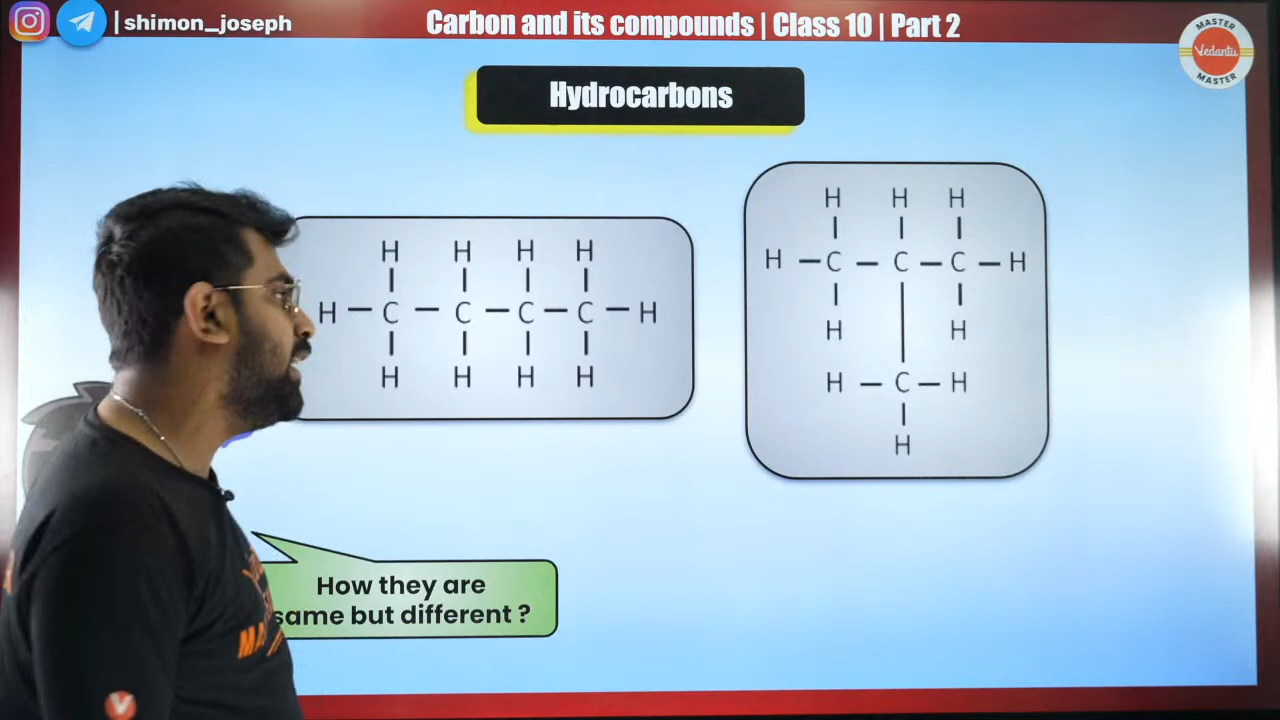 | shimon_joseph
Carbon and its compounds | Class 10 | Part 2
MASTER
Vedantu
MASTER
Hydrocarbons
H H H H
H — C — C — C — C — H
H H H H
H H H
H — C — C — C — H
H H
H — C — H
H
How they are
same but different ?
V